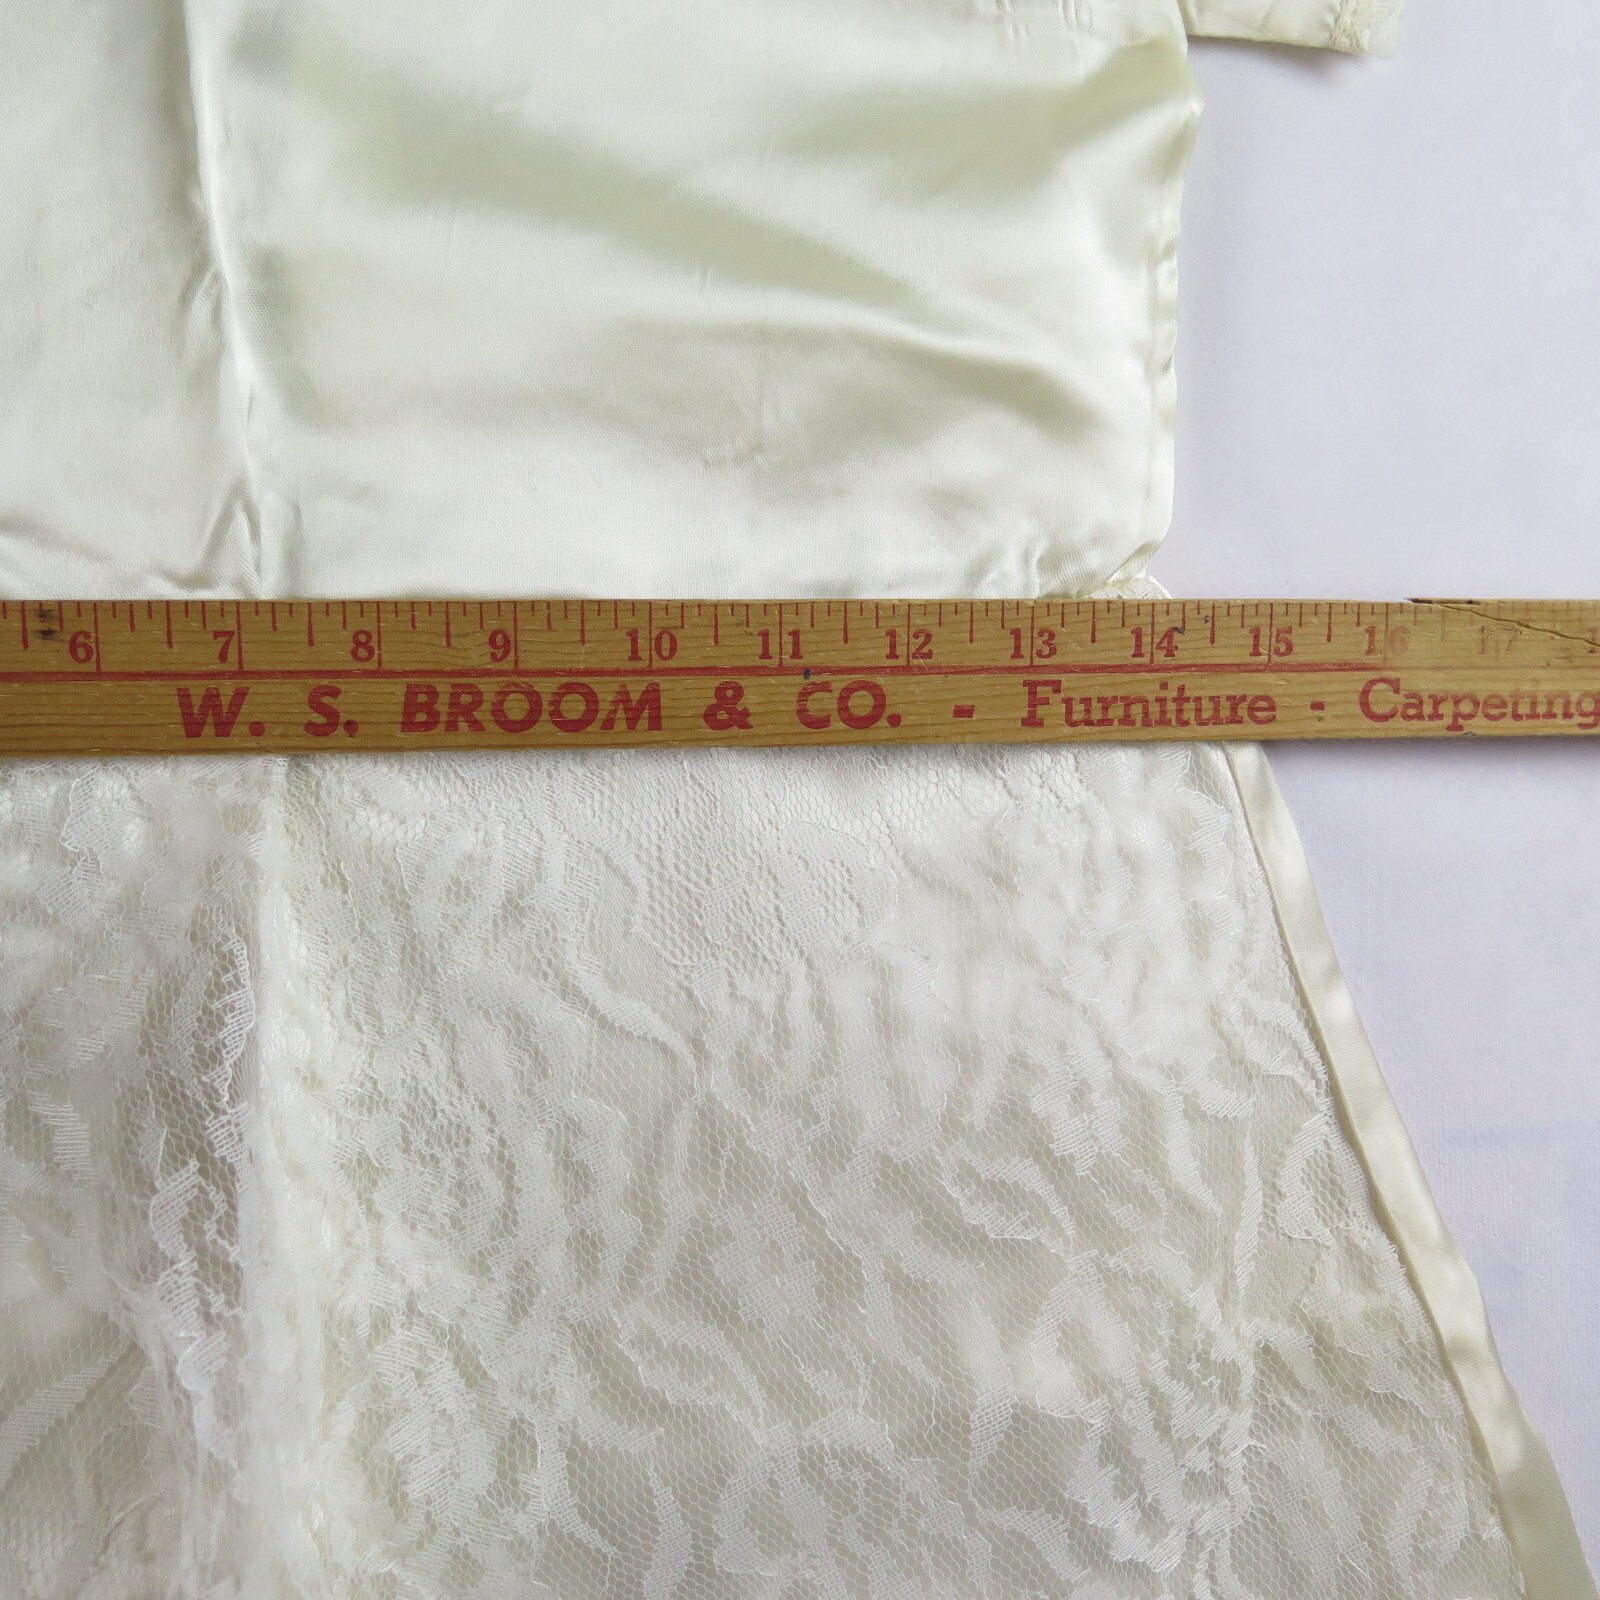 6 7 8 9 10 11 12 13 14 15 16 17
W. S. BROOM & CO. - Furniture - Carpeting